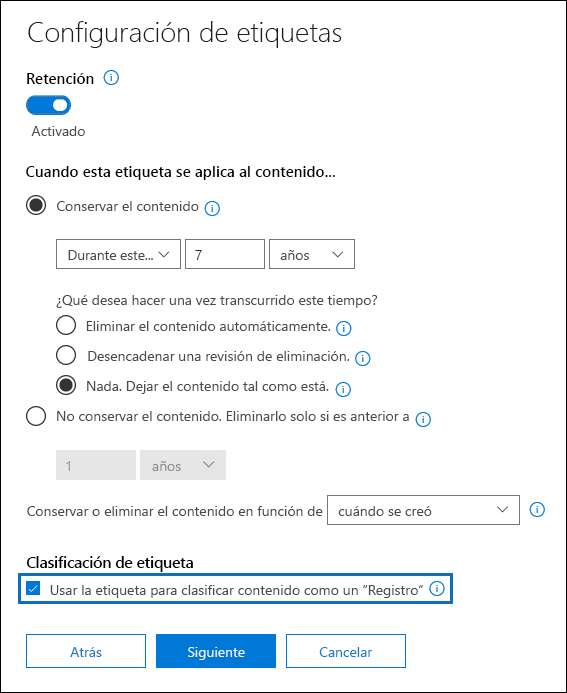 Configuración de etiquetas
Retención
Activado
Cuando esta etiqueta se aplica al contenido...
Conservar el contenido
Durante este... 7 años
¿Qué desea hacer una vez transcurrido este tiempo?
Eliminar el contenido automáticamente.
Desencadenar una revisión de eliminación.
Nada. Dejar el contenido tal como está.
No conservar el contenido. Eliminarlo solo si es anterior a
1 años
Conservar o eliminar el contenido en función de cuándo se creó
Clasificación de etiqueta
Usar la etiqueta para clasificar contenido como un “Registro”
Atrás Siguiente Cancelar